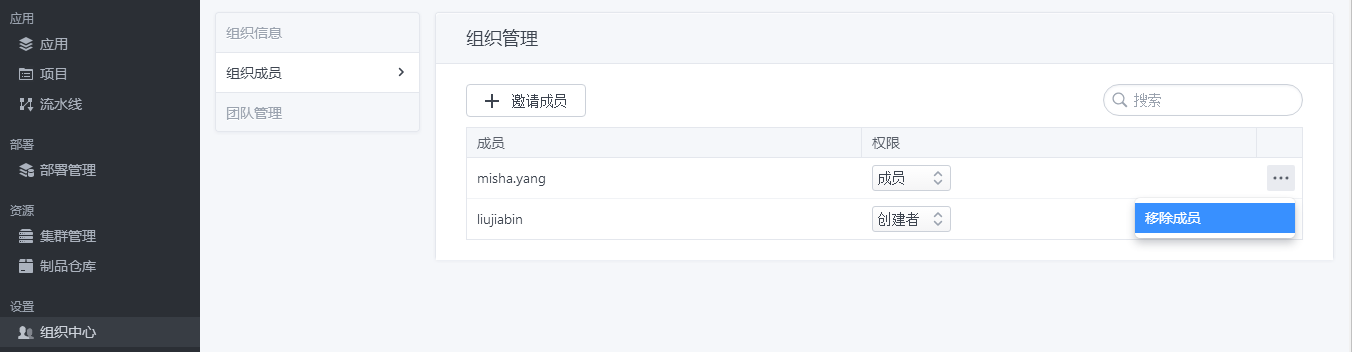 应用
应用
项目
流水线
部署
部署管理
资源
集群管理
制品仓库
设置
组织中心
组织信息
组织成员
团队管理
组织管理
邀请成员
搜索
成员 权限
misha.yang 成员
liujiabin 创建者
移除成员